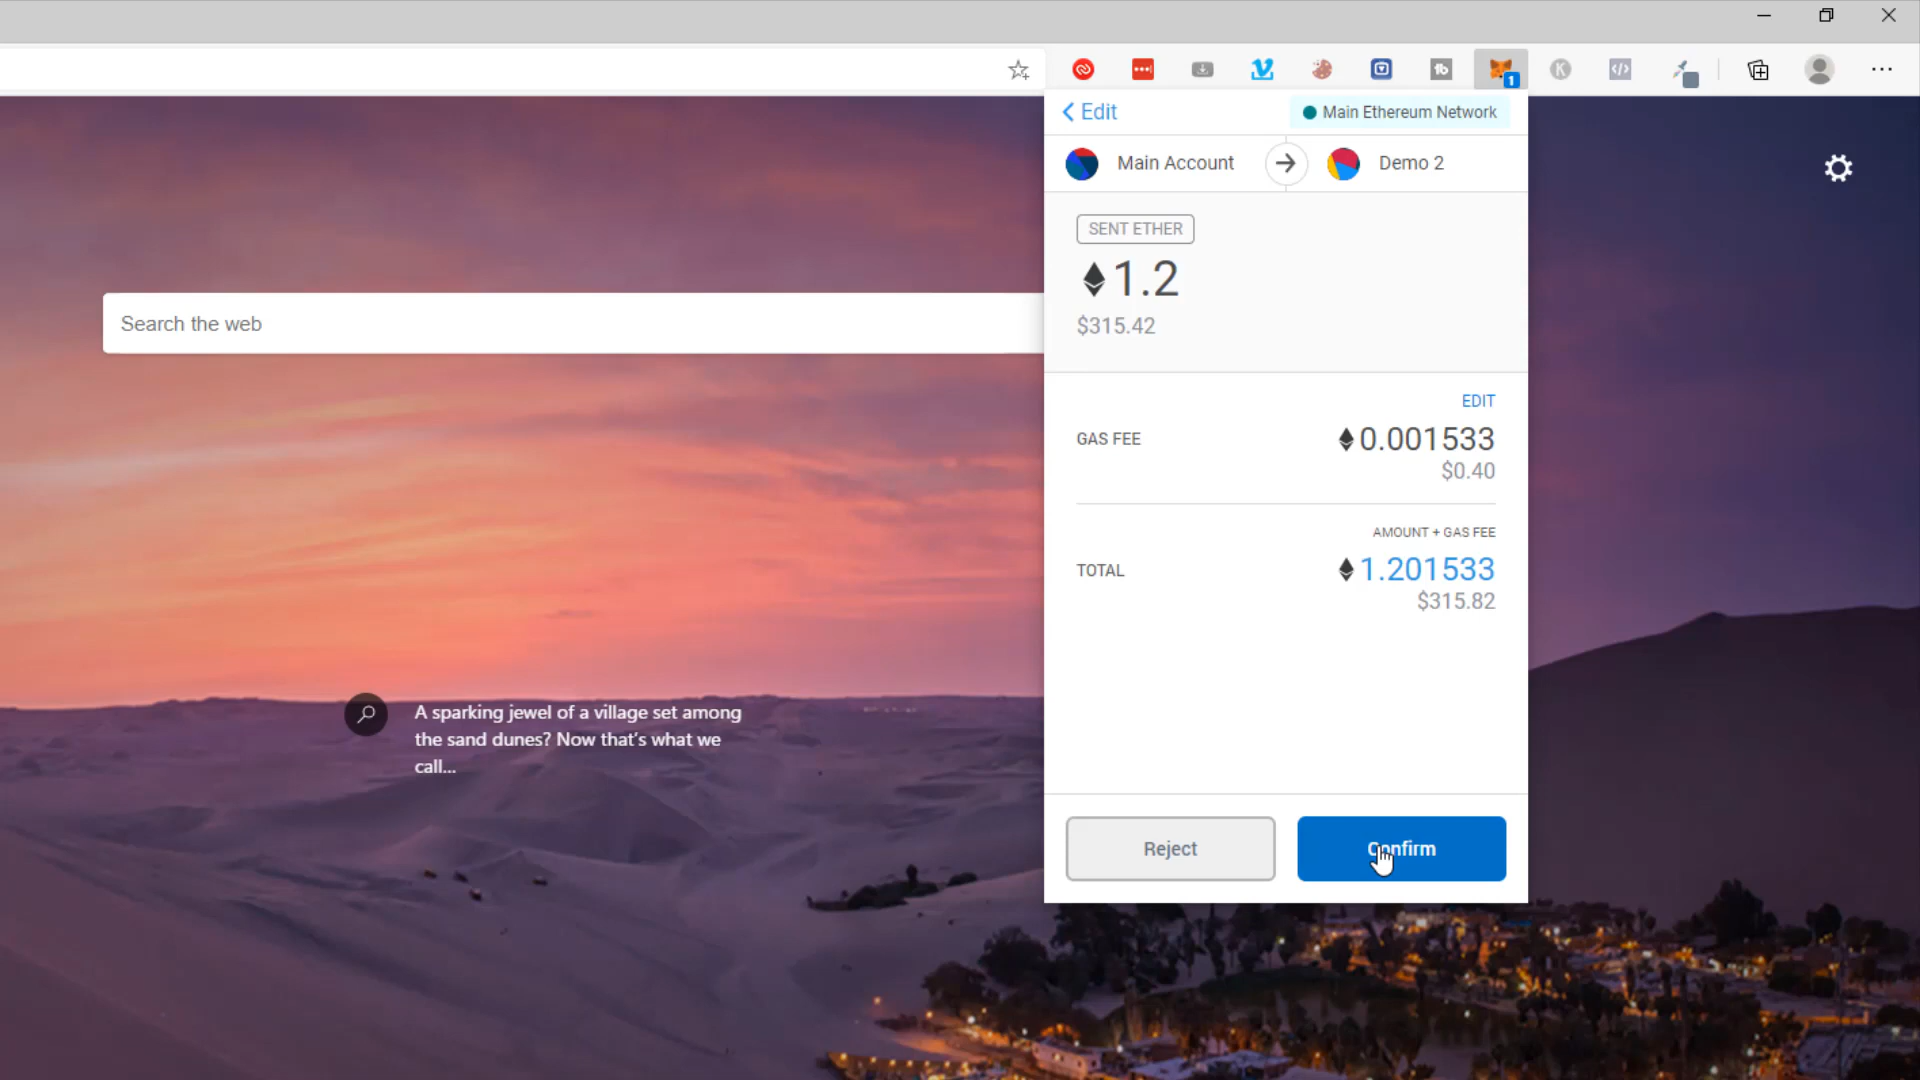 1
Edit
Main Ethereum Network
Main Account
Demo 2
SENT ETHER
1.2
$315.42
Search the web
EDIT
GAS FEE
0.001533
$0.40
AMOUNT + GAS FEE
TOTAL
1.201533
$315.82
A sparking jewel of a village set among
the sand dunes? Now that's what we
call...
Reject
Confirm